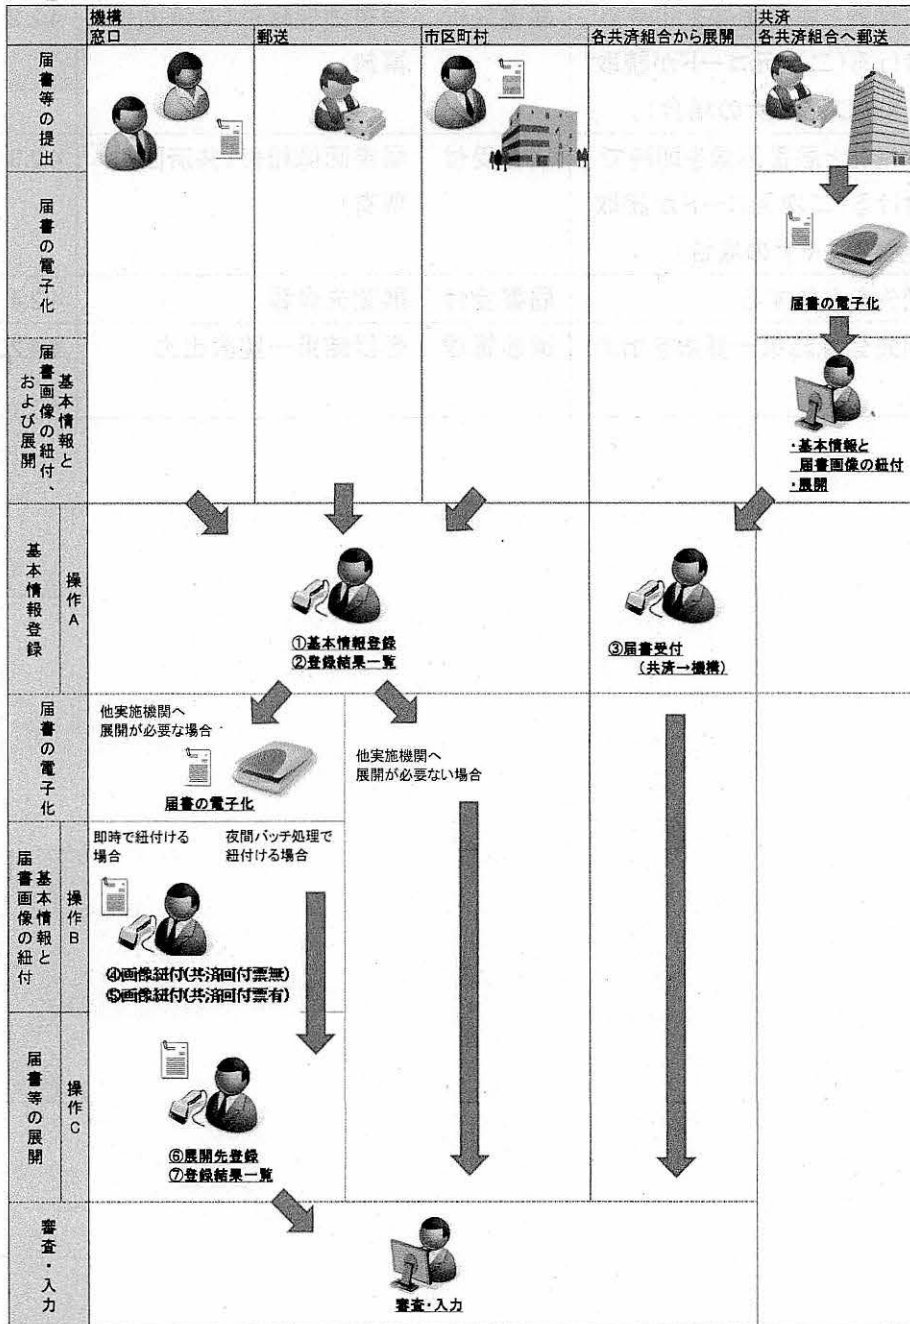 機構
共済
窓口
郵送
市区町村
各共済組合から展開
各共済組合へ郵送
届書等の提出
届書の電子化
届書の電子化
基本情報と
届書画像の紐付、
および展開
・基本情報と
届書画像の紐付
・展開
基本情報登録
操作A
①基本情報登録
②登録結果一覧
③届書受付
(共済→機構)
届書の電子化
他実施機関へ
展開が必要な場合
届書の電子化
他実施機関へ
展開が必要ない場合
基本情報と
届書画像の紐付
操作B
即時で紐付ける
場合
夜間バッチ処理で
紐付ける場合
④画像紐付(共済回付票無)
⑤画像紐付(共済回付票有)
届書等の展開
操作C
⑥展開先登録
⑦登録結果一覧
審査・入力
審査・入力